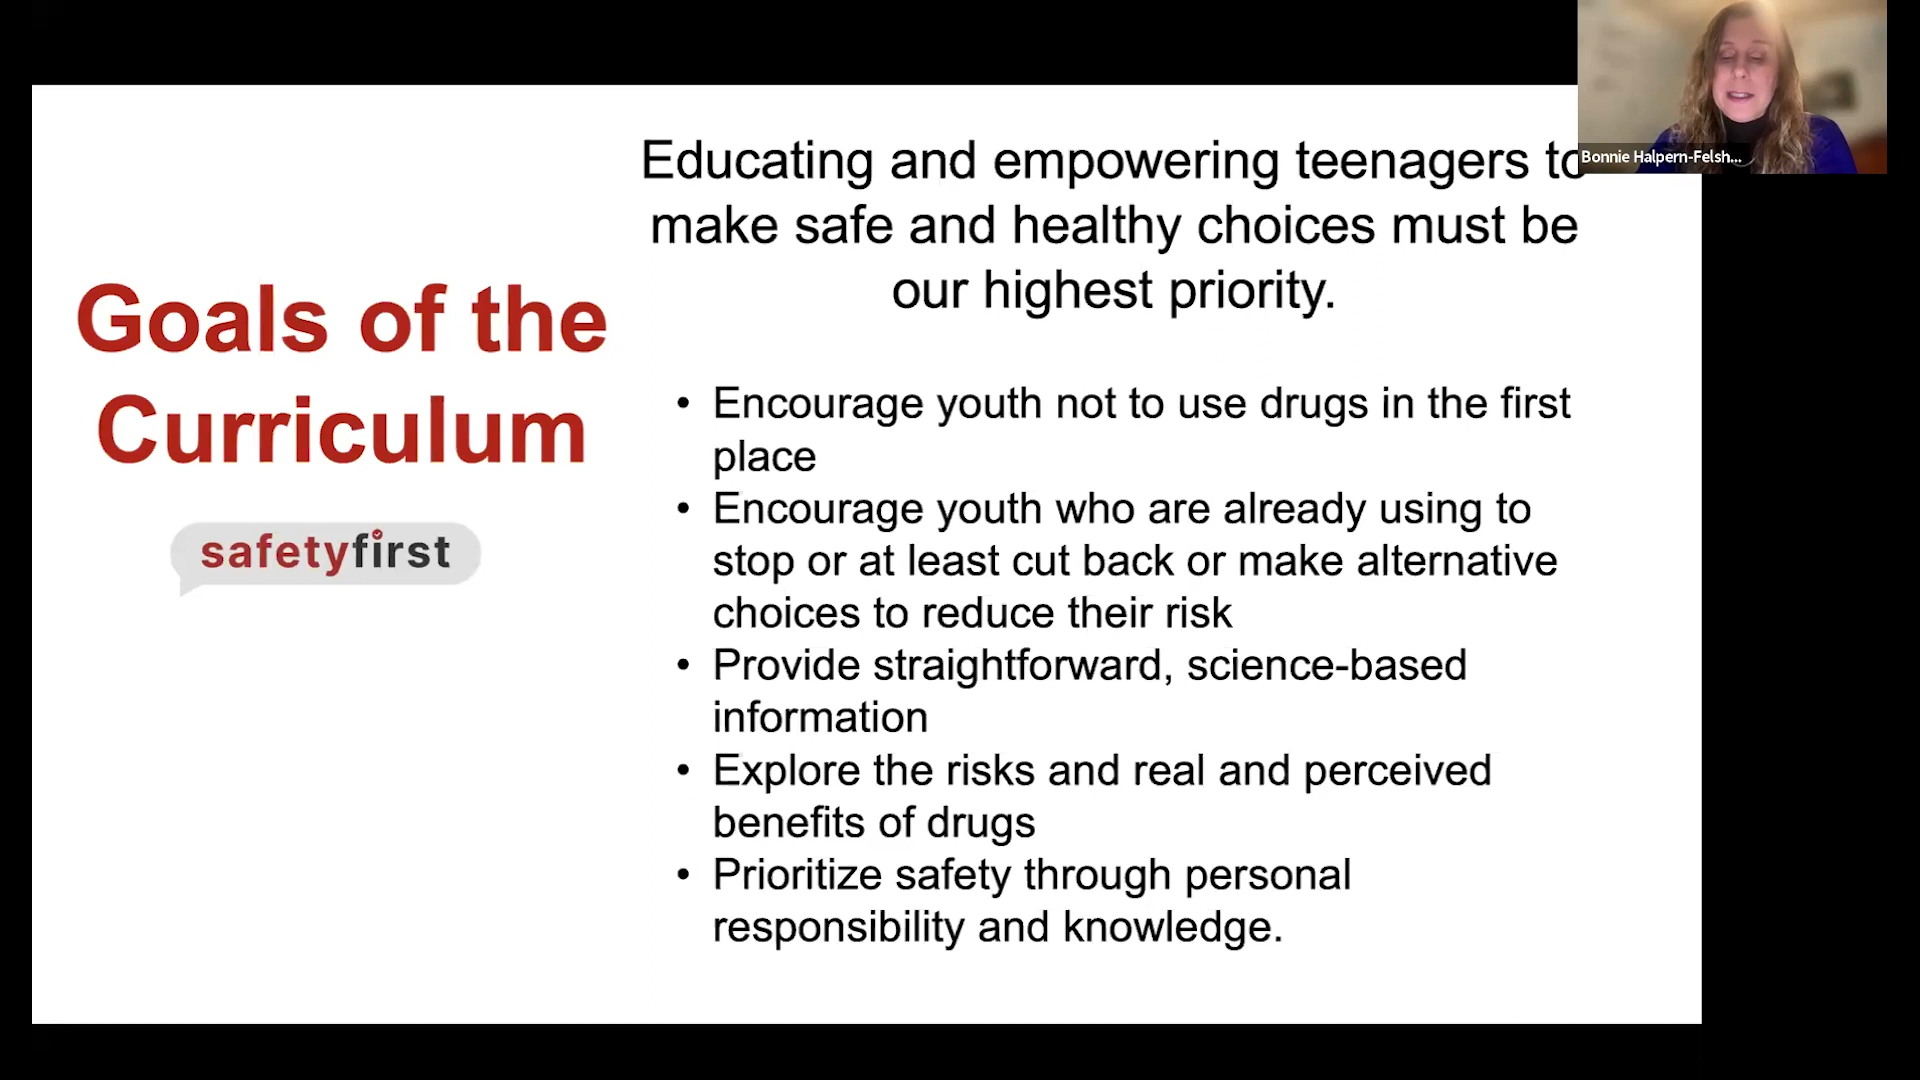 Goals of the
Curriculum
safetyfirst
Educating and empowering teenagers to
make safe and healthy choices must be
our highest priority.
• Encourage youth not to use drugs in the first
place
• Encourage youth who are already using to
stop or at least cut back or make alternative
choices to reduce their risk
• Provide straightforward, science-based
information
• Explore the risks and real and perceived
benefits of drugs
• Prioritize safety through personal
responsibility and knowledge.
Bonnie Halpern-Felsh...